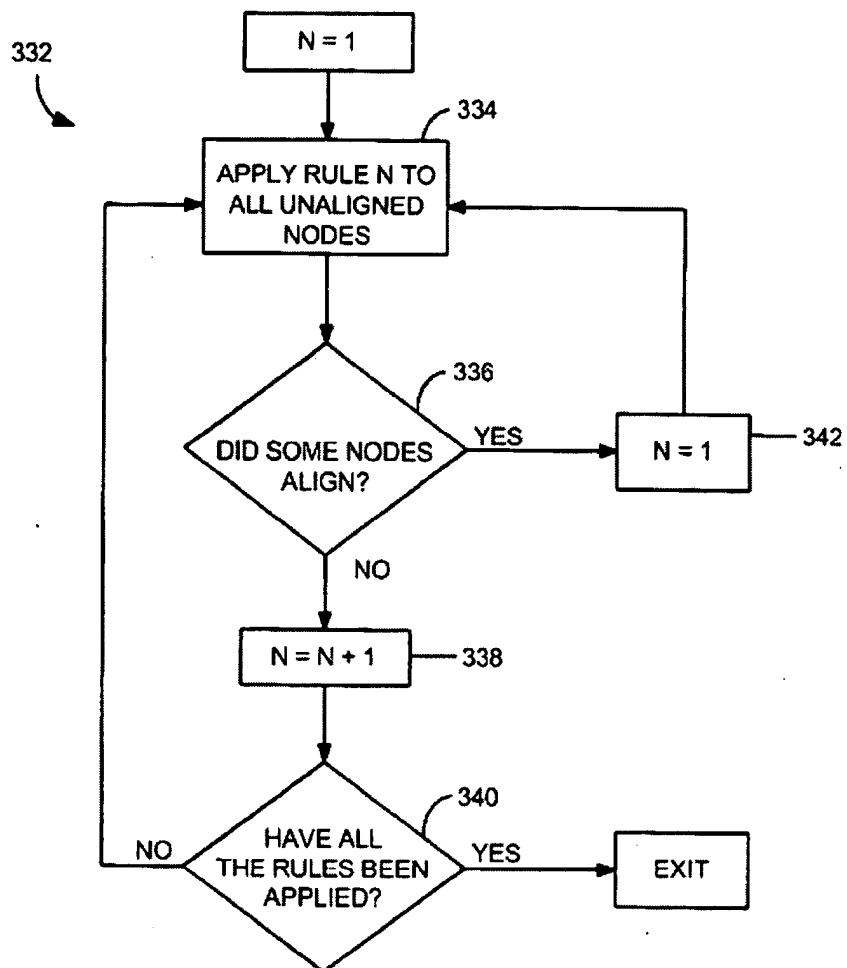 N = 1
332
334
APPLY RULE N TO
ALL UNALIGNED
NODES
336
DID SOME NODES
ALIGN?
YES
N = 1
342
NO
N = N + 1
338
340
HAVE ALL
THE RULES BEEN
APPLIED?
NO
YES
EXIT